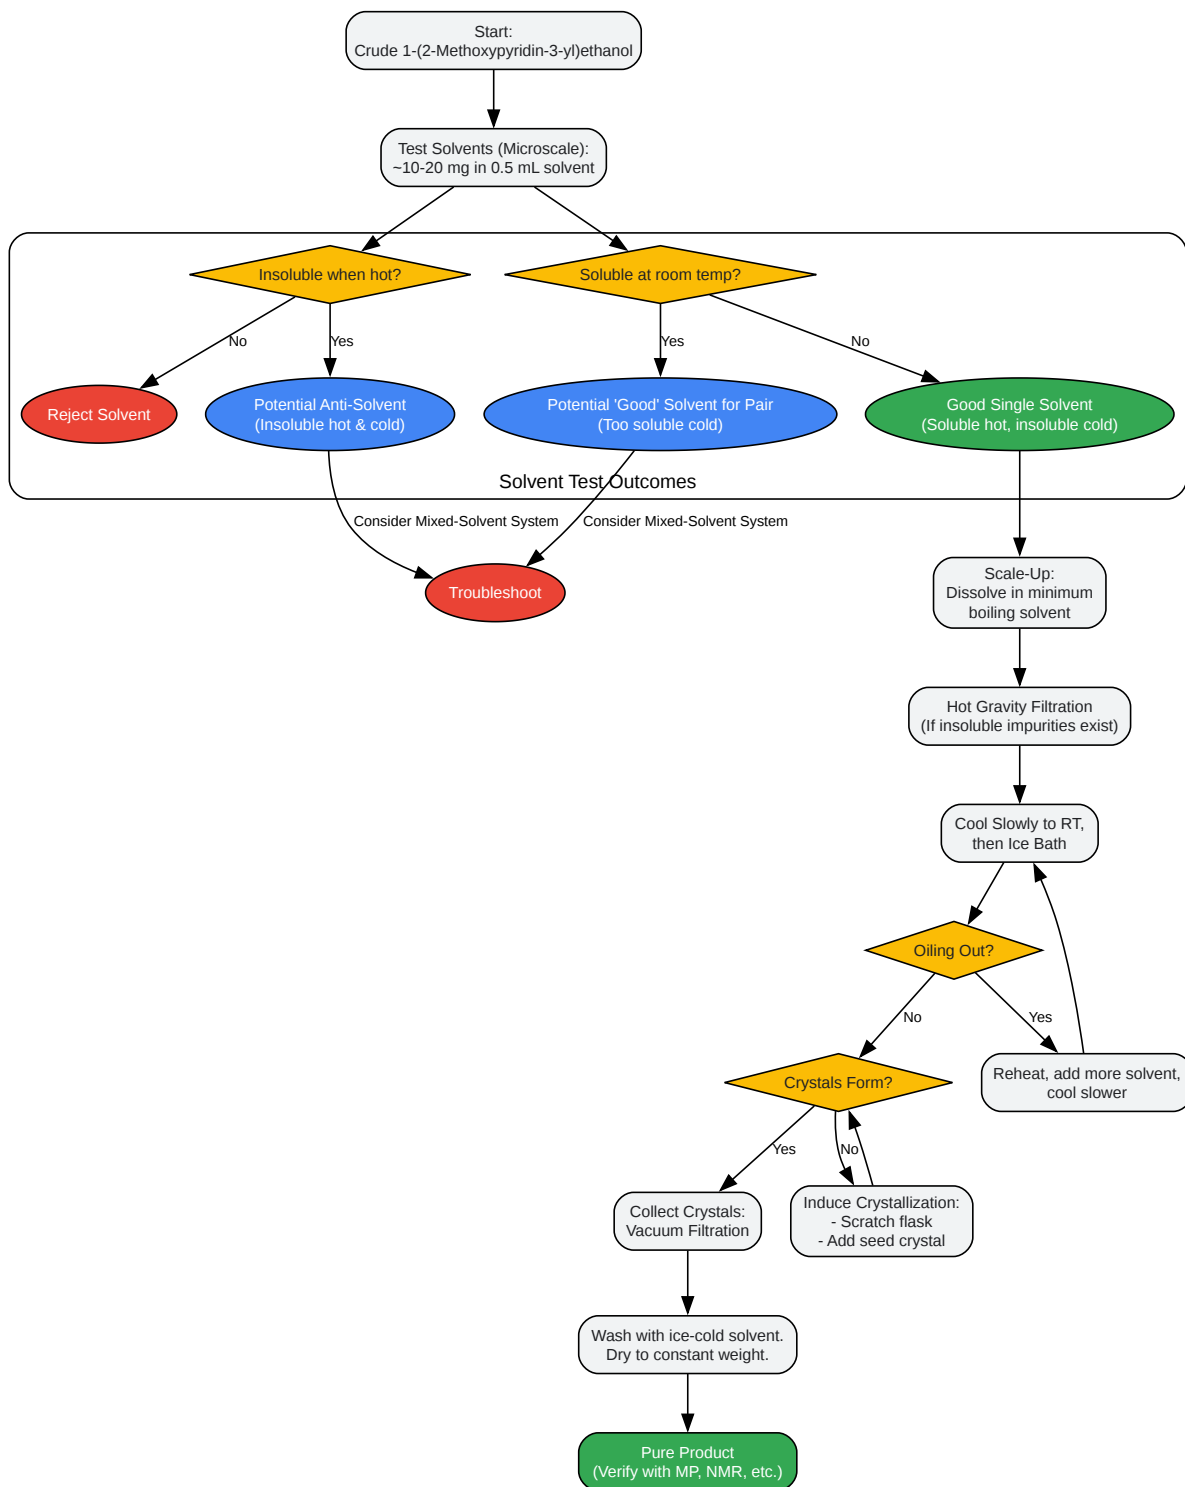 Start:
Crude 1-(2-Methoxypyridin-3-yl)ethanol
Test Solvents (Microscale):
~10-20 mg in 0.5 mL solvent
Insoluble when hot?
Soluble at room temp?
No
Yes
Yes
No
Reject Solvent
Potential Anti-Solvent
(Insoluble hot & cold)
Potential 'Good' Solvent for Pair
(Too soluble cold)
Good Single Solvent
(Soluble hot, insoluble cold)
Solvent Test Outcomes
Consider Mixed-Solvent System
Consider Mixed-Solvent System
Troubleshoot
Scale-Up:
Dissolve in minimum
boiling solvent
Hot Gravity Filtration
(If insoluble impurities exist)
Cool Slowly to RT,
then Ice Bath
Oiling Out?
No
Yes
Crystals Form?
Reheat, add more solvent,
cool slower
Yes
No
Collect Crystals:
Vacuum Filtration
Induce Crystallization:
- Scratch flask
- Add seed crystal
Wash with ice-cold solvent.
Dry to constant weight.
Pure Product
(Verify with MP, NMR, etc.)